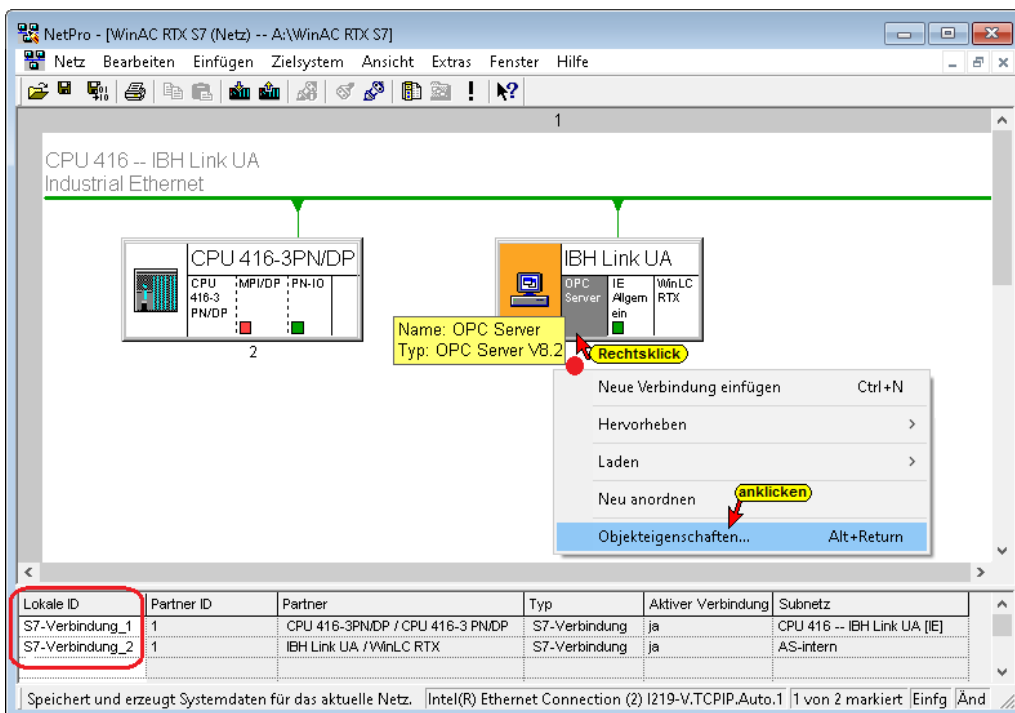 NetPro - [WinAC RTX S7 (Netz) -- A:\WinAC RTX S7]
Netz Bearbeiten Einfügen Zielsystem Ansicht Extras Fenster Hilfe
1
CPU 416 -- IBH Link UA
Industrial Ethernet
CPU 416-3PN/DP
CPU 416-3 PN/DP
MPI/DP
PN-IO
2
IBH Link UA
OPC Server
IE Allgem ein
WinLC RTX
Name: OPC Server
Typ: OPC Server V8.2
Rechtsklick
Neue Verbindung einfügen Ctrl+N
Hervorheben
Laden
Neu anordnen
anklicken
Objekteigenschaften... Alt+Return
Lokale ID Partner ID Partner Typ Aktiver Verbindung Subnetz
S7-Verbindung_1 1 CPU 416-3PN/DP / CPU 416-3 PN/DP S7-Verbindung ja CPU 416 -- IBH Link UA [IE]
S7-Verbindung_2 1 IBH Link UA / WinLC RTX S7-Verbindung ja AS-intern
Speichert und erzeugt Systemdaten für das aktuelle Netz. Intel(R) Ethernet Connection (2) I219-V.TCPIP.Auto.1 1 von 2 markiert Einfg Änd